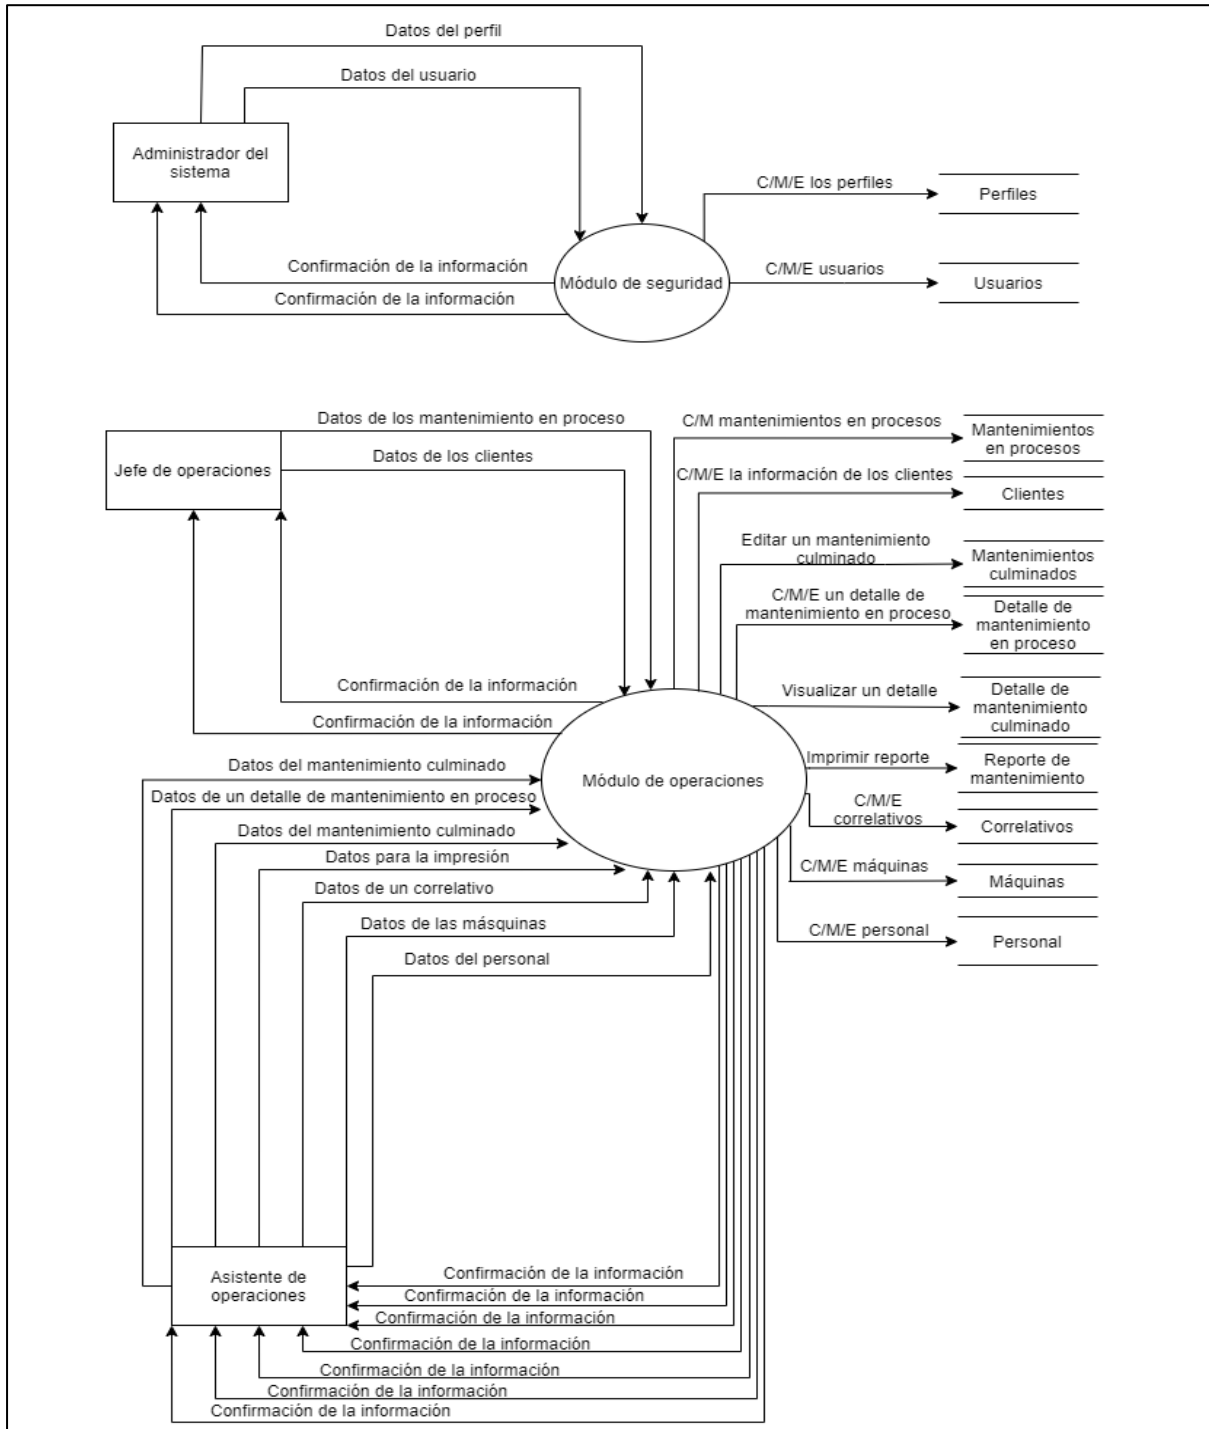 Datos del perfil
Datos del usuario
Administrador del
sistema
C/M/E los perfiles
Perfiles
Confirmación de la información
Confirmación de la información
Módulo de seguridad
C/M/E usuarios
Usuarios
Datos de los mantenimiento en proceso
Datos de los clientes
Jefe de operaciones
C/M mantenimientos en procesos
Mantenimientos
en procesos
C/M/E la información de los clientes
Clientes
Editar un mantenimiento
culminado
Mantenimientos
culminados
C/M/E un detalle de
mantenimiento en proceso
Detalle de
mantenimiento
en proceso
Confirmación de la información
Confirmación de la información
Visualizar un detalle
Detalle de
mantenimiento
culminado
Datos del mantenimiento culminado
Datos de un detalle de mantenimiento en proceso
Módulo de operaciones
Imprimir reporte
Reporte de
mantenimiento
C/M/E
correlativos
Correlativos
Datos del mantenimiento culminado
Datos para la impresión
Datos de un correlativo
Datos de las másquinas
Datos del personal
C/M/E máquinas
Máquinas
C/M/E personal
Personal
Asistente de
operaciones
Confirmación de la información
Confirmación de la información
Confirmación de la información
Confirmación de la información
Confirmación de la información
Confirmación de la información
Confirmación de la información